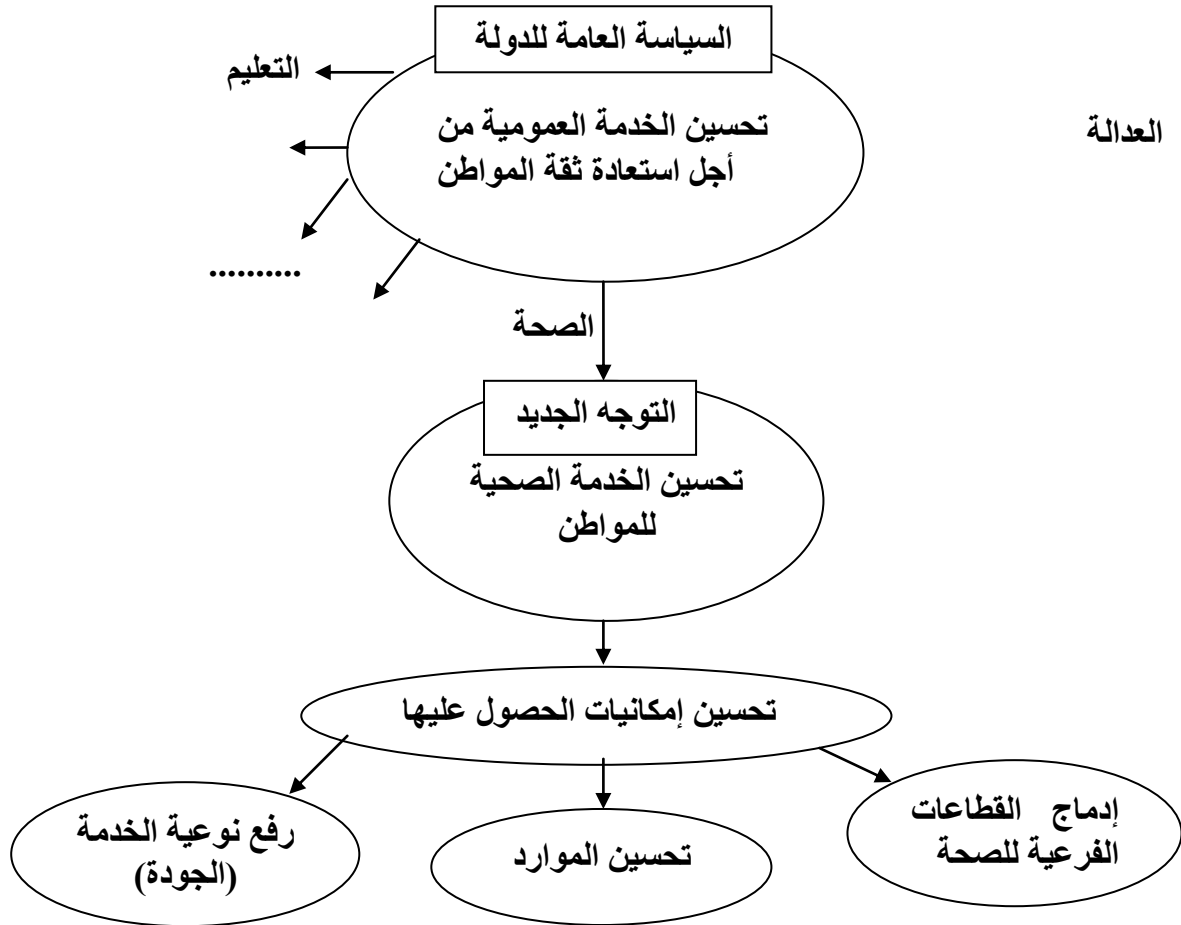 السياسة العامة للدولة
التعليم
تحسين الخدمة العمومية من
أجل استعادة ثقة المواطن
العدالة
..........
الصحة
التوجه الجديد
تحسين الخدمة الصحية
للمواطن
تحسين إمكانيات الحصول عليها
إدماج القطاعات
الفرعية للصحة
تحسين الموارد
رفع نوعية الخدمة
(الجودة)